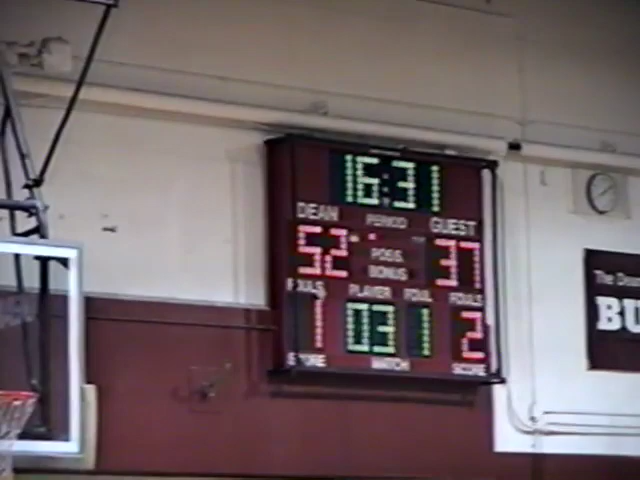 16:31
DEAN PERIOD GUEST
52 POSS. 37
BONUS
FOULS PLAYER FOUL FOULS
1 03 1 2
SCORE MATCH SCORE
The Dean
BU